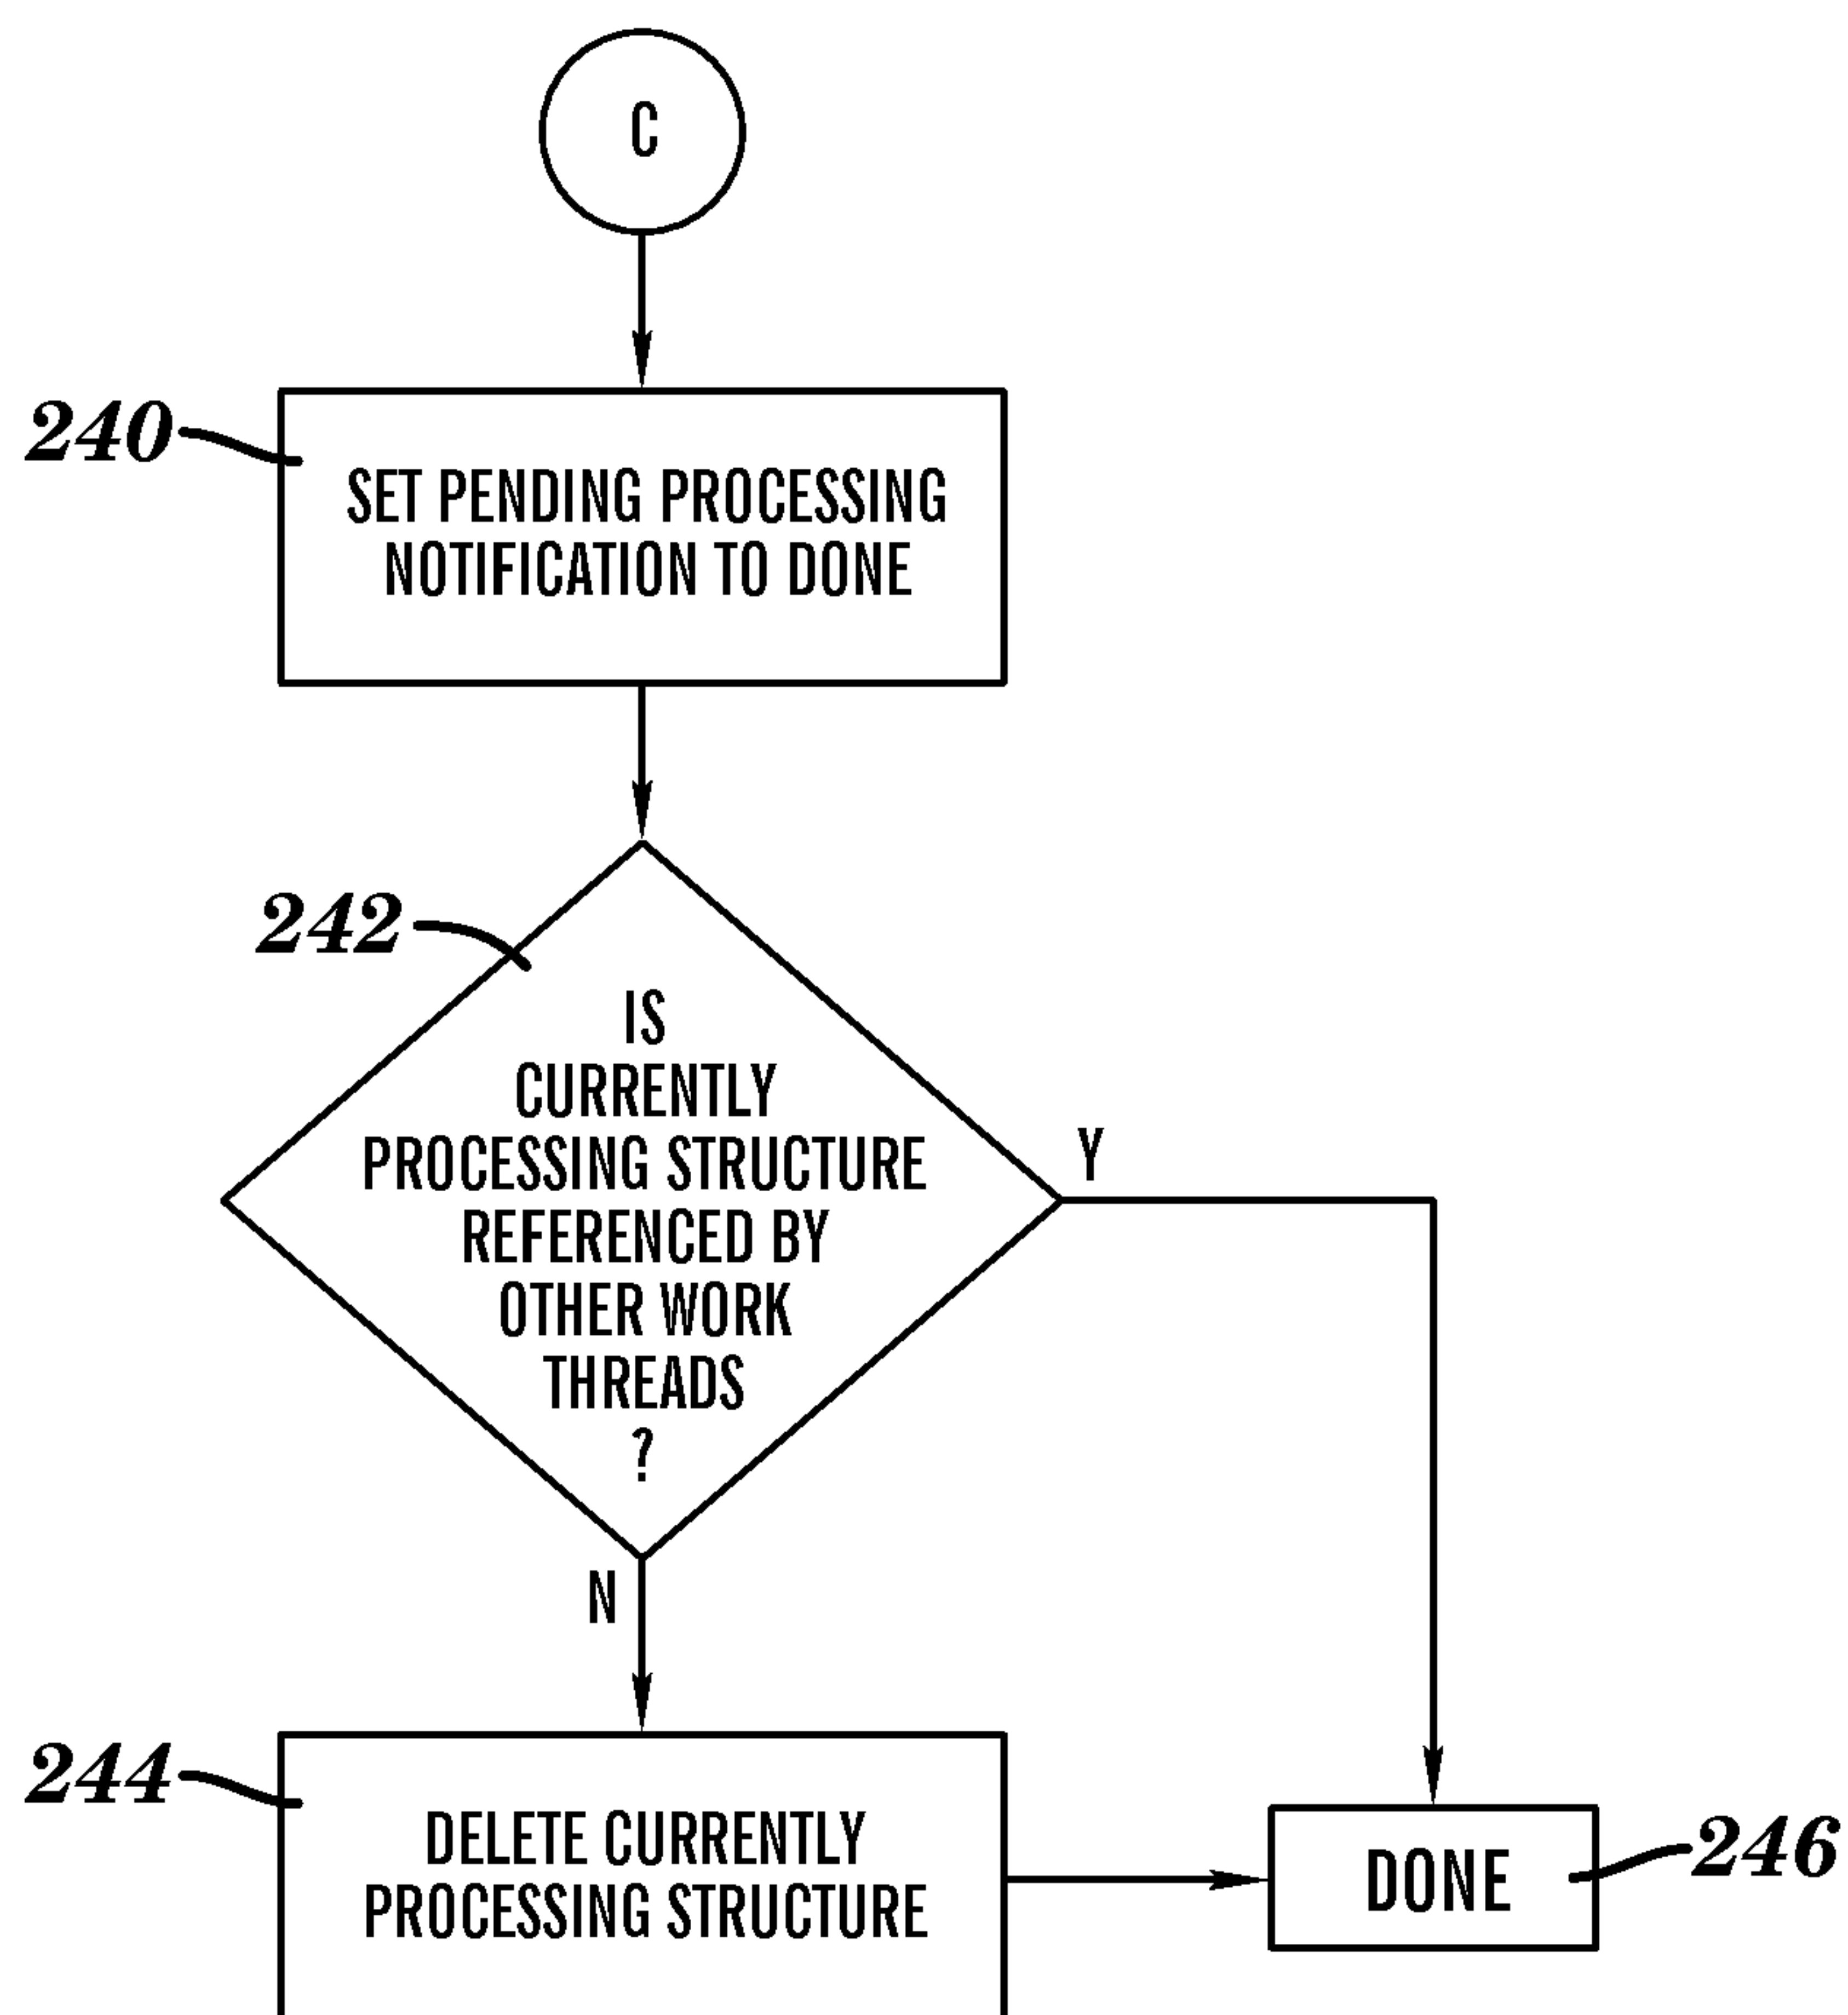 C
240
SET PENDING PROCESSING
NOTIFICATION TO DONE
242
IS
CURRENTLY
PROCESSING STRUCTURE
REFERENCED BY
OTHER WORK
THREADS
?
Y
N
244
DELETE CURRENTLY
PROCESSING STRUCTURE
DONE
246